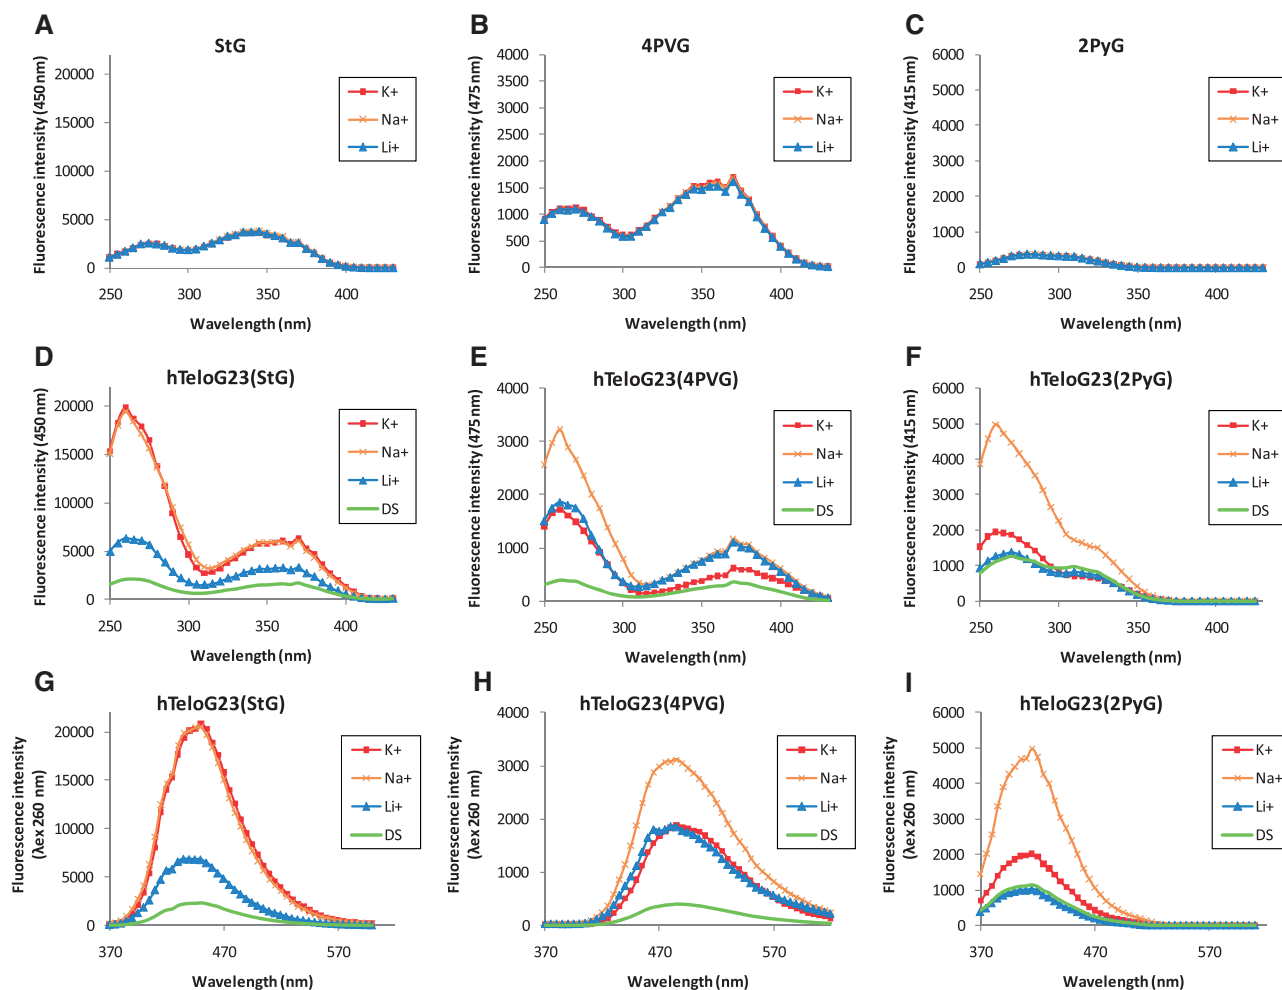 A
StG
Fluorescence intensity (450 nm)
20000
15000
10000
5000
0
250
300
350
400
Wavelength (nm)
K+
Na+
Li+
B
4PVG
Fluorescence intensity (475 nm)
4000
3500
3000
2500
2000
1500
1000
500
0
250
300
350
400
Wavelength (nm)
K+
Na+
Li+
C
2PyG
Fluorescence intensity (415 nm)
6000
5000
4000
3000
2000
1000
0
250
300
350
400
Wavelength (nm)
K+
Na+
Li+
D
hTeloG23(StG)
Fluorescence intensity (450 nm)
20000
15000
10000
5000
0
250
300
350
400
Wavelength (nm)
K+
Na+
Li+
DS
E
hTeloG23(4PVG)
Fluorescence intensity (475 nm)
4000
3000
2000
1000
0
250
300
350
400
Wavelength (nm)
K+
Na+
Li+
DS
F
hTeloG23(2PyG)
Fluorescence intensity (415 nm)
6000
5000
4000
3000
2000
1000
0
250
300
350
400
Wavelength (nm)
K+
Na+
Li+
DS
G
hTeloG23(StG)
Fluorescence intensity
(λex 260 nm)
20000
15000
10000
5000
0
370
470
570
Wavelength (nm)
K+
Na+
Li+
DS
H
hTeloG23(4PVG)
Fluorescence intensity
(λex 260 nm)
4000
3000
2000
1000
0
370
470
570
Wavelength (nm)
K+
Na+
Li+
DS
I
hTeloG23(2PyG)
Fluorescence intensity
(λex 260 nm)
6000
5000
4000
3000
2000
1000
0
370
470
570
Wavelength (nm)
K+
Na+
Li+
DS